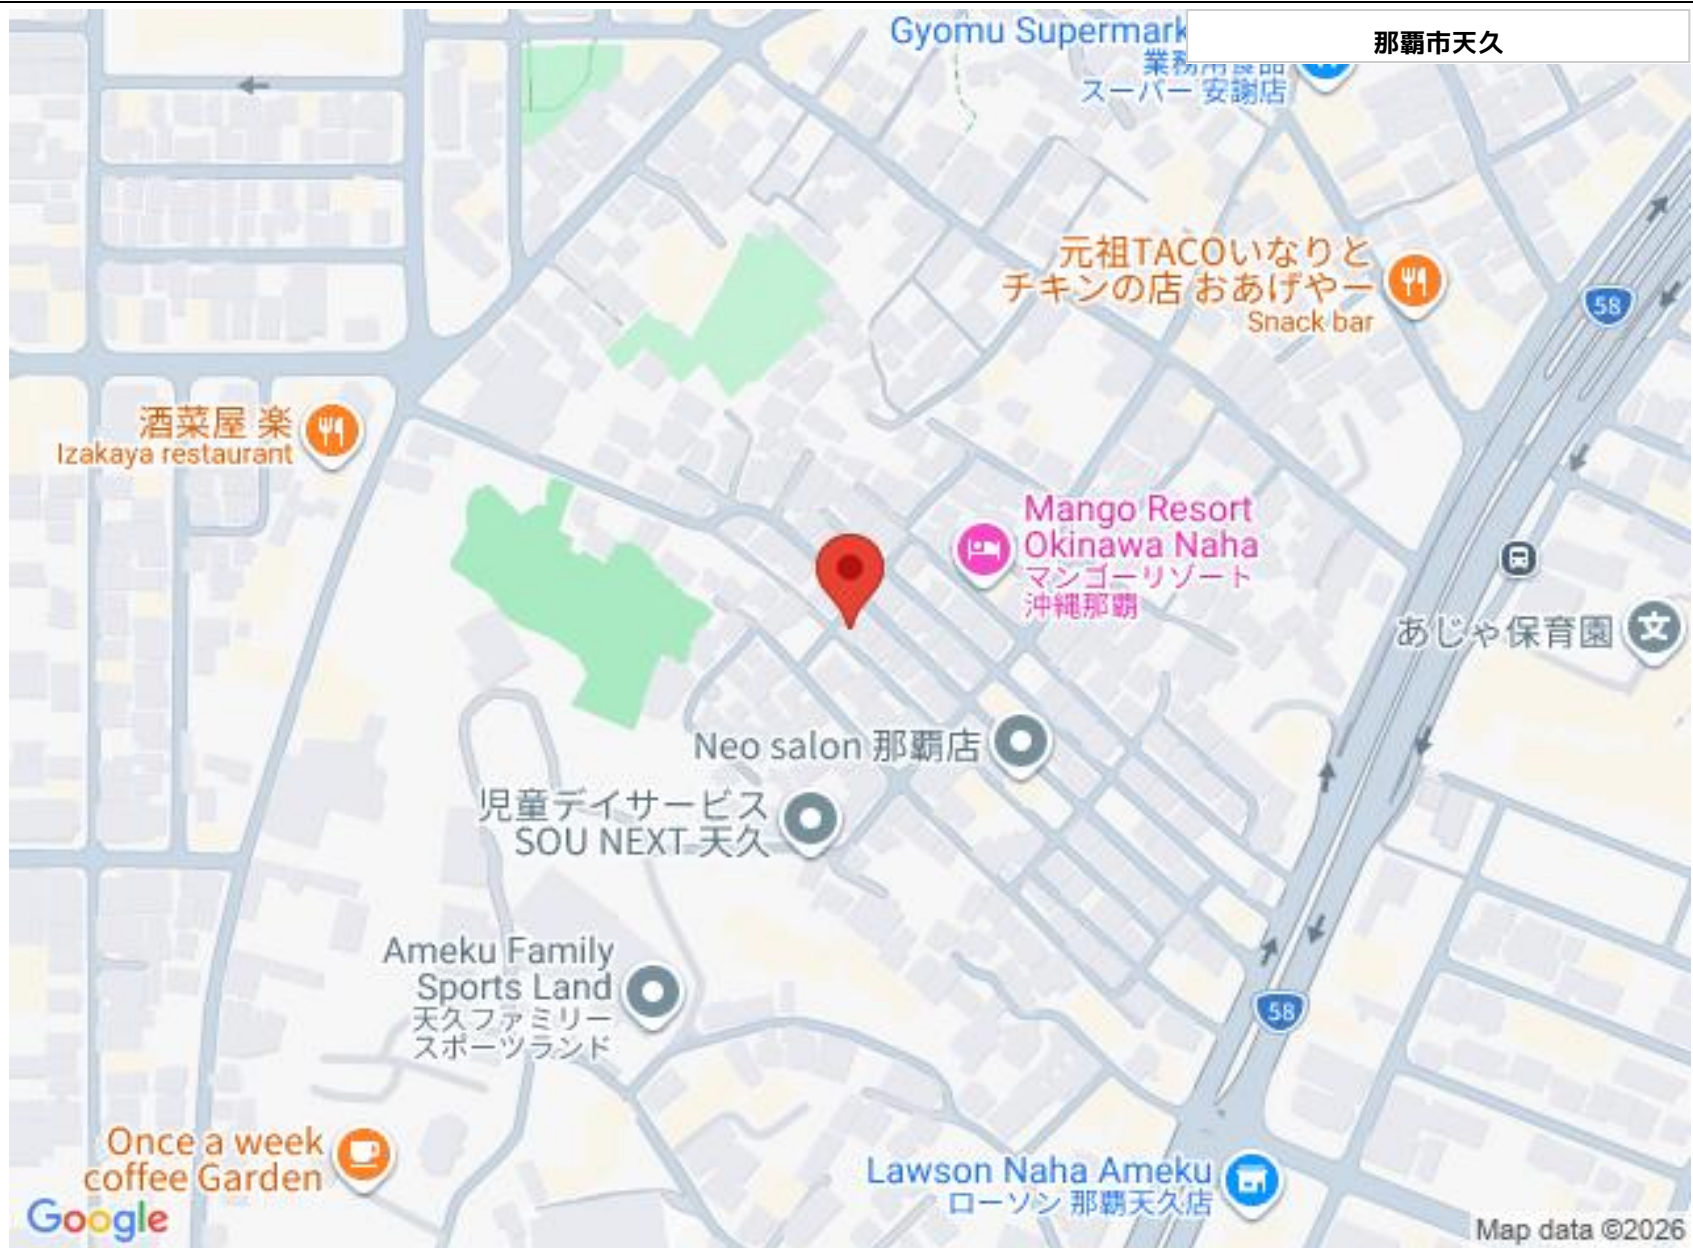 Gyomu Supermark
那覇市天久
業務用食品
スーパー 安謝店
元祖TACOいなりと
チキンの店 おあげやー
Snack bar
58
酒菜屋 楽
Izakaya restaurant
Mango Resort
Okinawa Naha
マンゴーリゾート
沖縄那覇
あじゃ保育園
文
Neo salon 那覇店
児童デイサービス
SOU NEXT 天久
Ameku Family
Sports Land
天久ファミリー
スポーツランド
58
Once a week
coffee Garden
Lawson Naha Ameku
ローソン 那覇天久店
Google
Map data ©2026